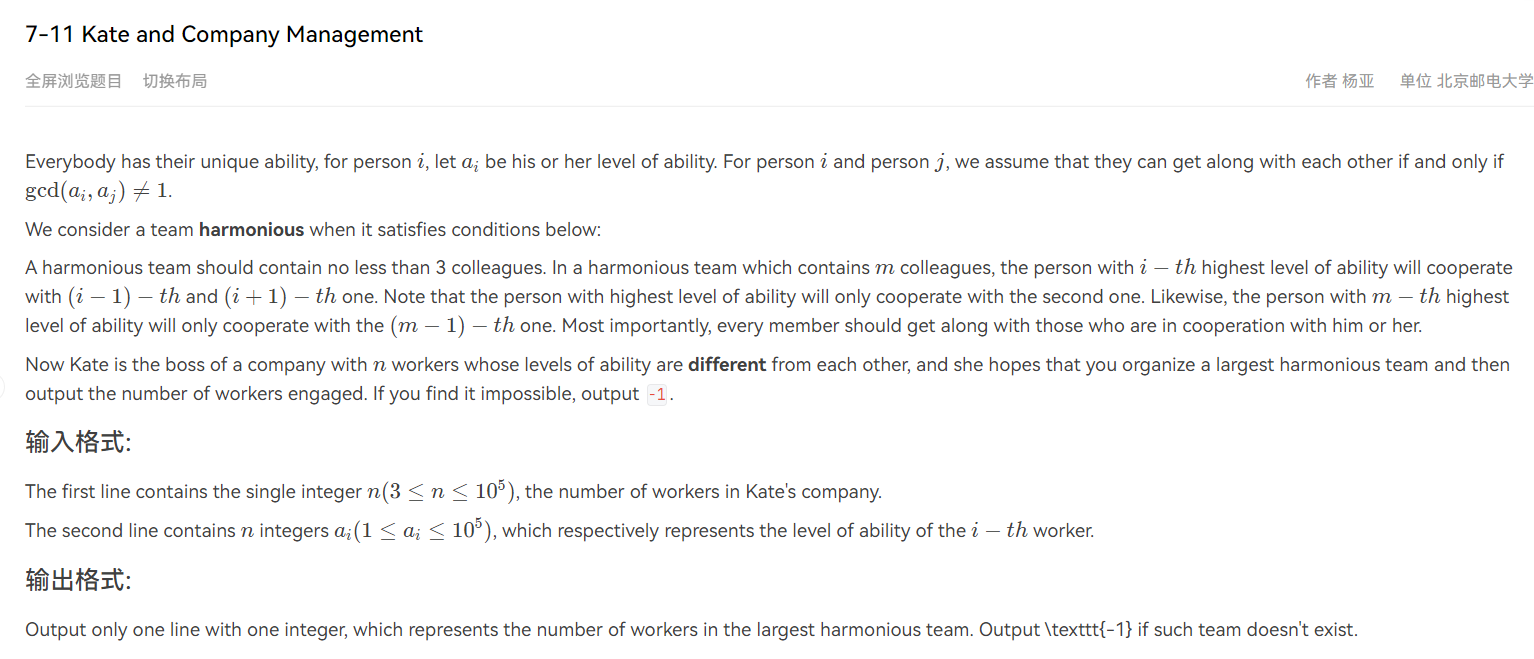 7-11 Kate and Company Management
全屏浏览题目 切换布局 作者 杨亚 单位 北京邮电大学
Everybody has their unique ability, for person i, let a_i be his or her level of ability. For person i and person j, we assume that they can get along with each other if and only if
gcd(a_i, a_j) ≠ 1.
We consider a team harmonious when it satisfies conditions below:
A harmonious team should contain no less than 3 colleagues. In a harmonious team which contains m colleagues, the person with i − th highest level of ability will cooperate
with (i − 1) − th and (i + 1) − th one. Note that the person with highest level of ability will only cooperate with the second one. Likewise, the person with m − th highest
level of ability will only cooperate with the (m − 1) − th one. Most importantly, every member should get along with those who are in cooperation with him or her.
Now Kate is the boss of a company with n workers whose levels of ability are different from each other, and she hopes that you organize a largest harmonious team and then
output the number of workers engaged. If you find it impossible, output -1.
输入格式:
The first line contains the single integer n(3 ≤ n ≤ 10^5), the number of workers in Kate's company.
The second line contains n integers a_i(1 ≤ a_i ≤ 10^5), which respectively represents the level of ability of the i − th worker.
输出格式:
Output only one line with one integer, which represents the number of workers in the largest harmonious team. Output \texttt{-1} if such team doesn't exist.